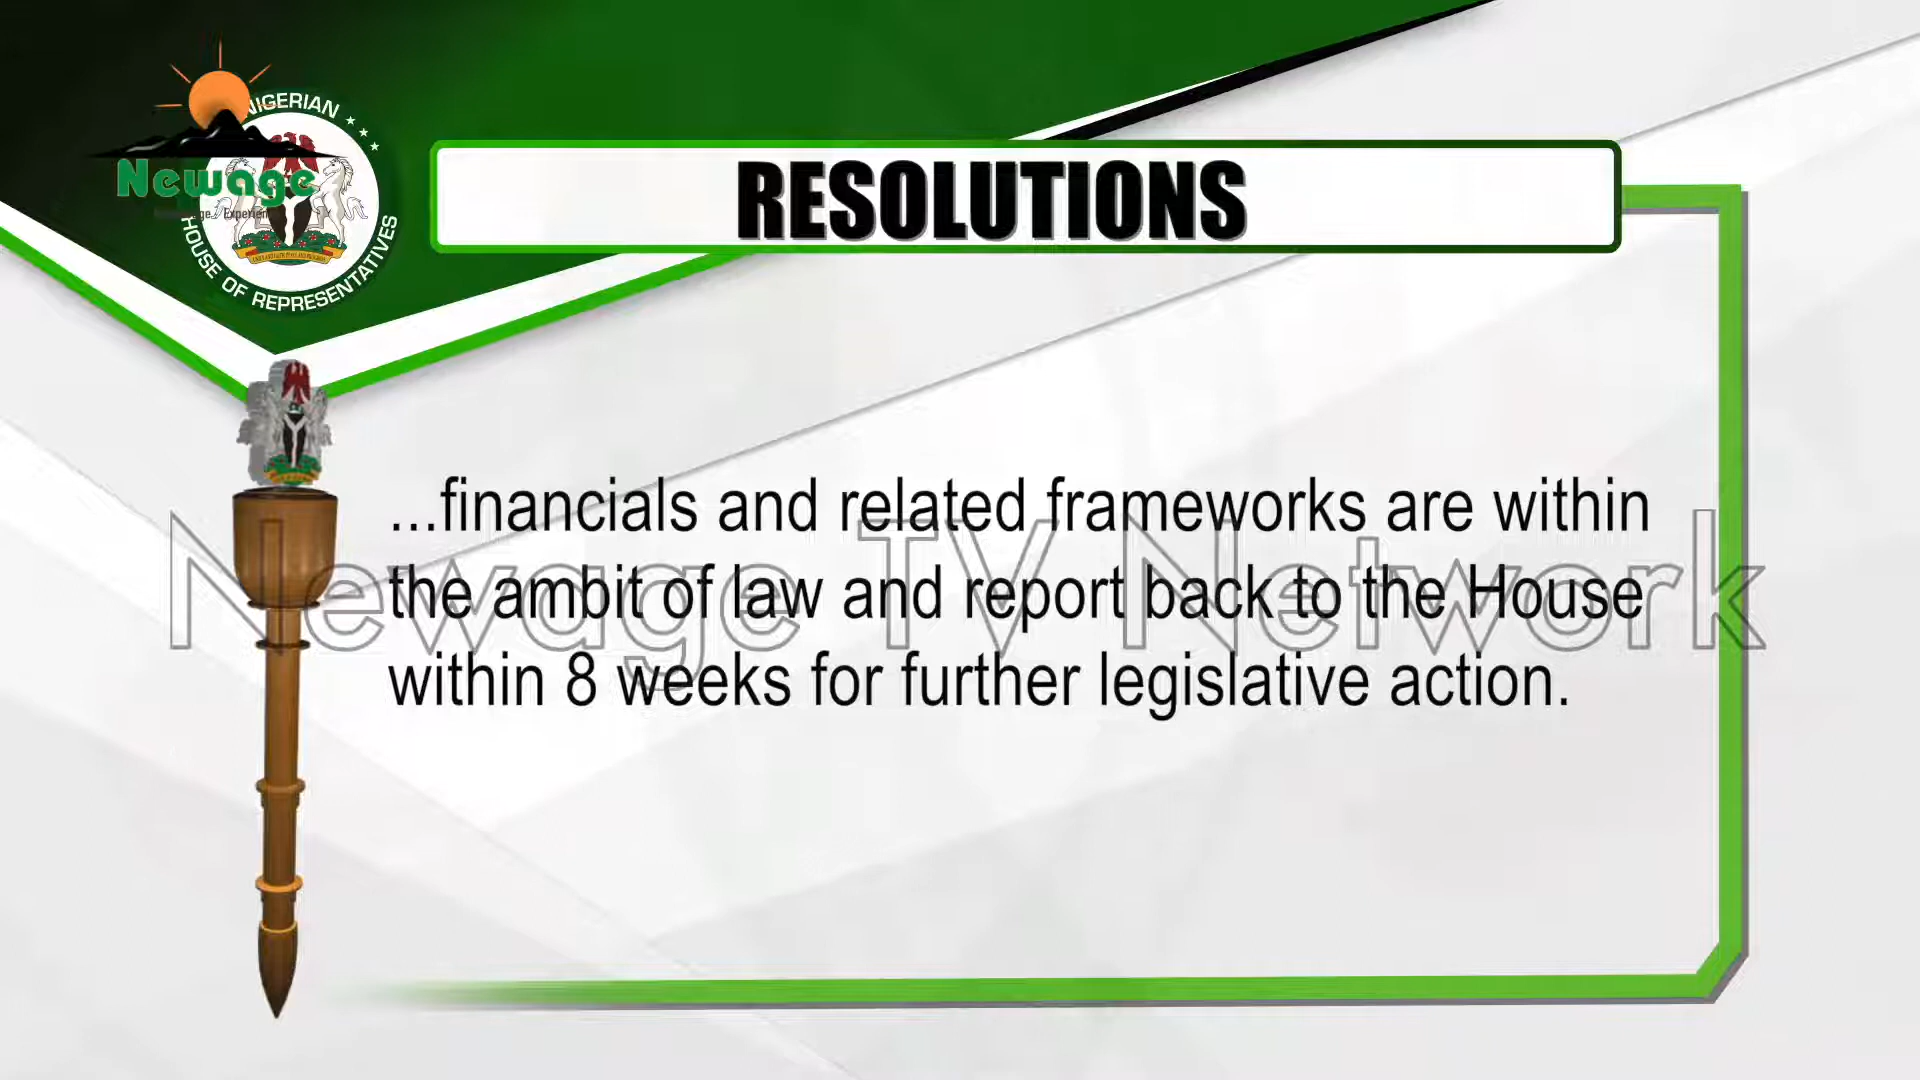 NIGERIAN
HOUSE OF REPRESENTATIVES
Newage
RESOLUTIONS
...financials and related frameworks are within
the ambit of law and report back to the House
within 8 weeks for further legislative action.
Newage TV Network